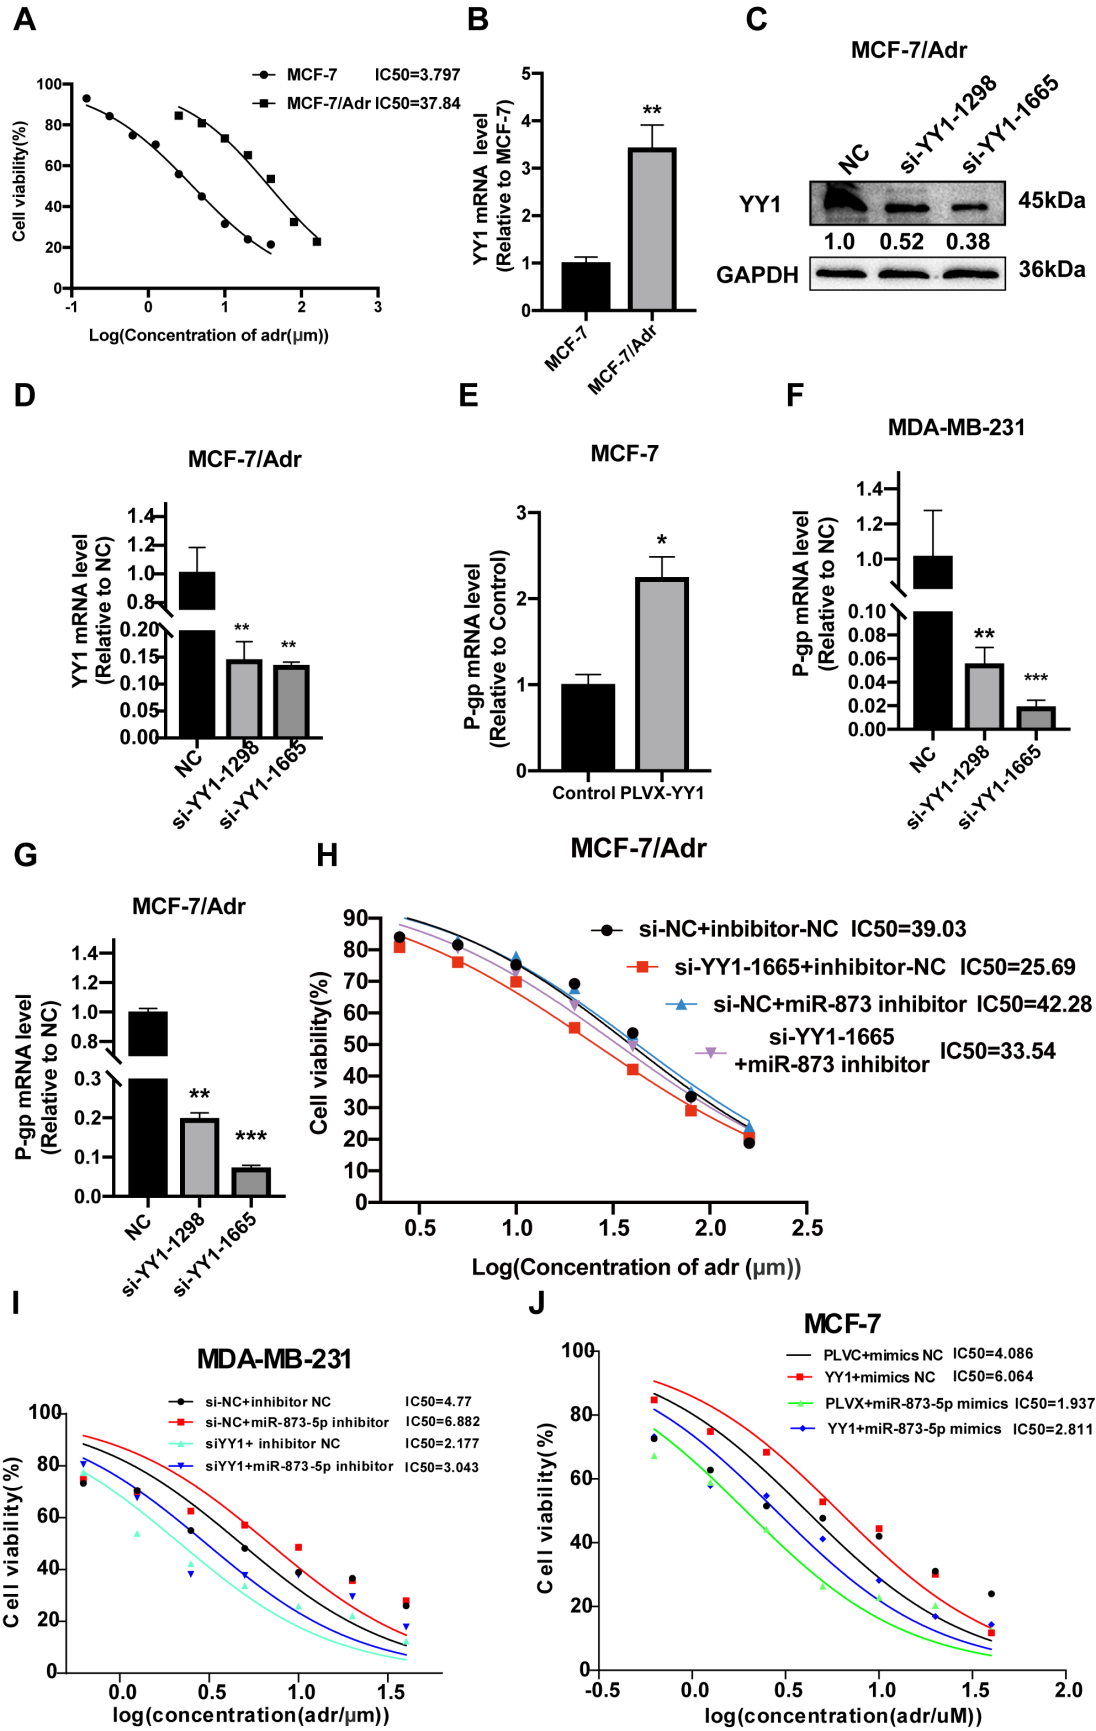 A
MCF-7 IC50=3.797
MCF-7/Adr IC50=37.84
Cell viability(%)
100
80
60
40
20
0
-1 0 1 2 3
Log(Concentration of adr(μm))
B
YY1 mRNA level
(Relative to MCF-7)
5
4
3
2
1
0
**
MCF-7
MCF-7/Adr
C
MCF-7/Adr
NC
si-YY1-1298
si-YY1-1665
YY1
45kDa
1.0 0.52 0.38
GAPDH
36kDa
D
MCF-7/Adr
YY1 mRNA level
(Relative to NC)
1.4
1.2
1.0
0.8
0.20
0.15
0.10
0.05
0.00
** **
NC
si-YY1-1298
si-YY1-1665
E
MCF-7
P-gp mRNA level
(Relative to Control)
3
2
1
0
*
Control PLVX-YY1
F
MDA-MB-231
P-gp mRNA level
(Relative to NC)
1.4
1.0
0.10
0.08
0.06
0.04
0.02
0.00
** ***
NC
si-YY1-1298
si-YY1-1665
G
MCF-7/Adr
P-gp mRNA level
(Relative to NC)
1.4
1.2
1.0
0.8
0.3
0.2
0.1
0.0
** ***
NC
si-YY1-1298
si-YY1-1665
H
MCF-7/Adr
si-NC+inbibitor-NC IC50=39.03
si-YY1-1665+inhibitor-NC IC50=25.69
si-NC+miR-873 inhibitor IC50=42.28
si-YY1-1665
+miR-873 inhibitor IC50=33.54
Cell viability(%)
90
80
70
60
50
40
30
20
10
0
0.5 1.0 1.5 2.0 2.5
Log(Concentration of adr (μm))
I
MDA-MB-231
si-NC+inhibitor NC IC50=4.77
si-NC+miR-873-5p inhibitor IC50=6.882
siYY1+ inhibitor NC IC50=2.177
siYY1+miR-873-5p inhibitor IC50=3.043
Cell viability(%)
100
80
60
40
20
0
0.0 0.5 1.0 1.5
log(concentration(adr/μm))
J
MCF-7
PLVC+mimics NC IC50=4.086
YY1+mimics NC IC50=6.064
PLVX+miR-873-5p mimics IC50=1.937
YY1+miR-873-5p mimics IC50=2.811
Cell viability(%)
100
80
60
40
20
0
-0.5 0.0 0.5 1.0 1.5 2.0
log(concentration(adr/uM))